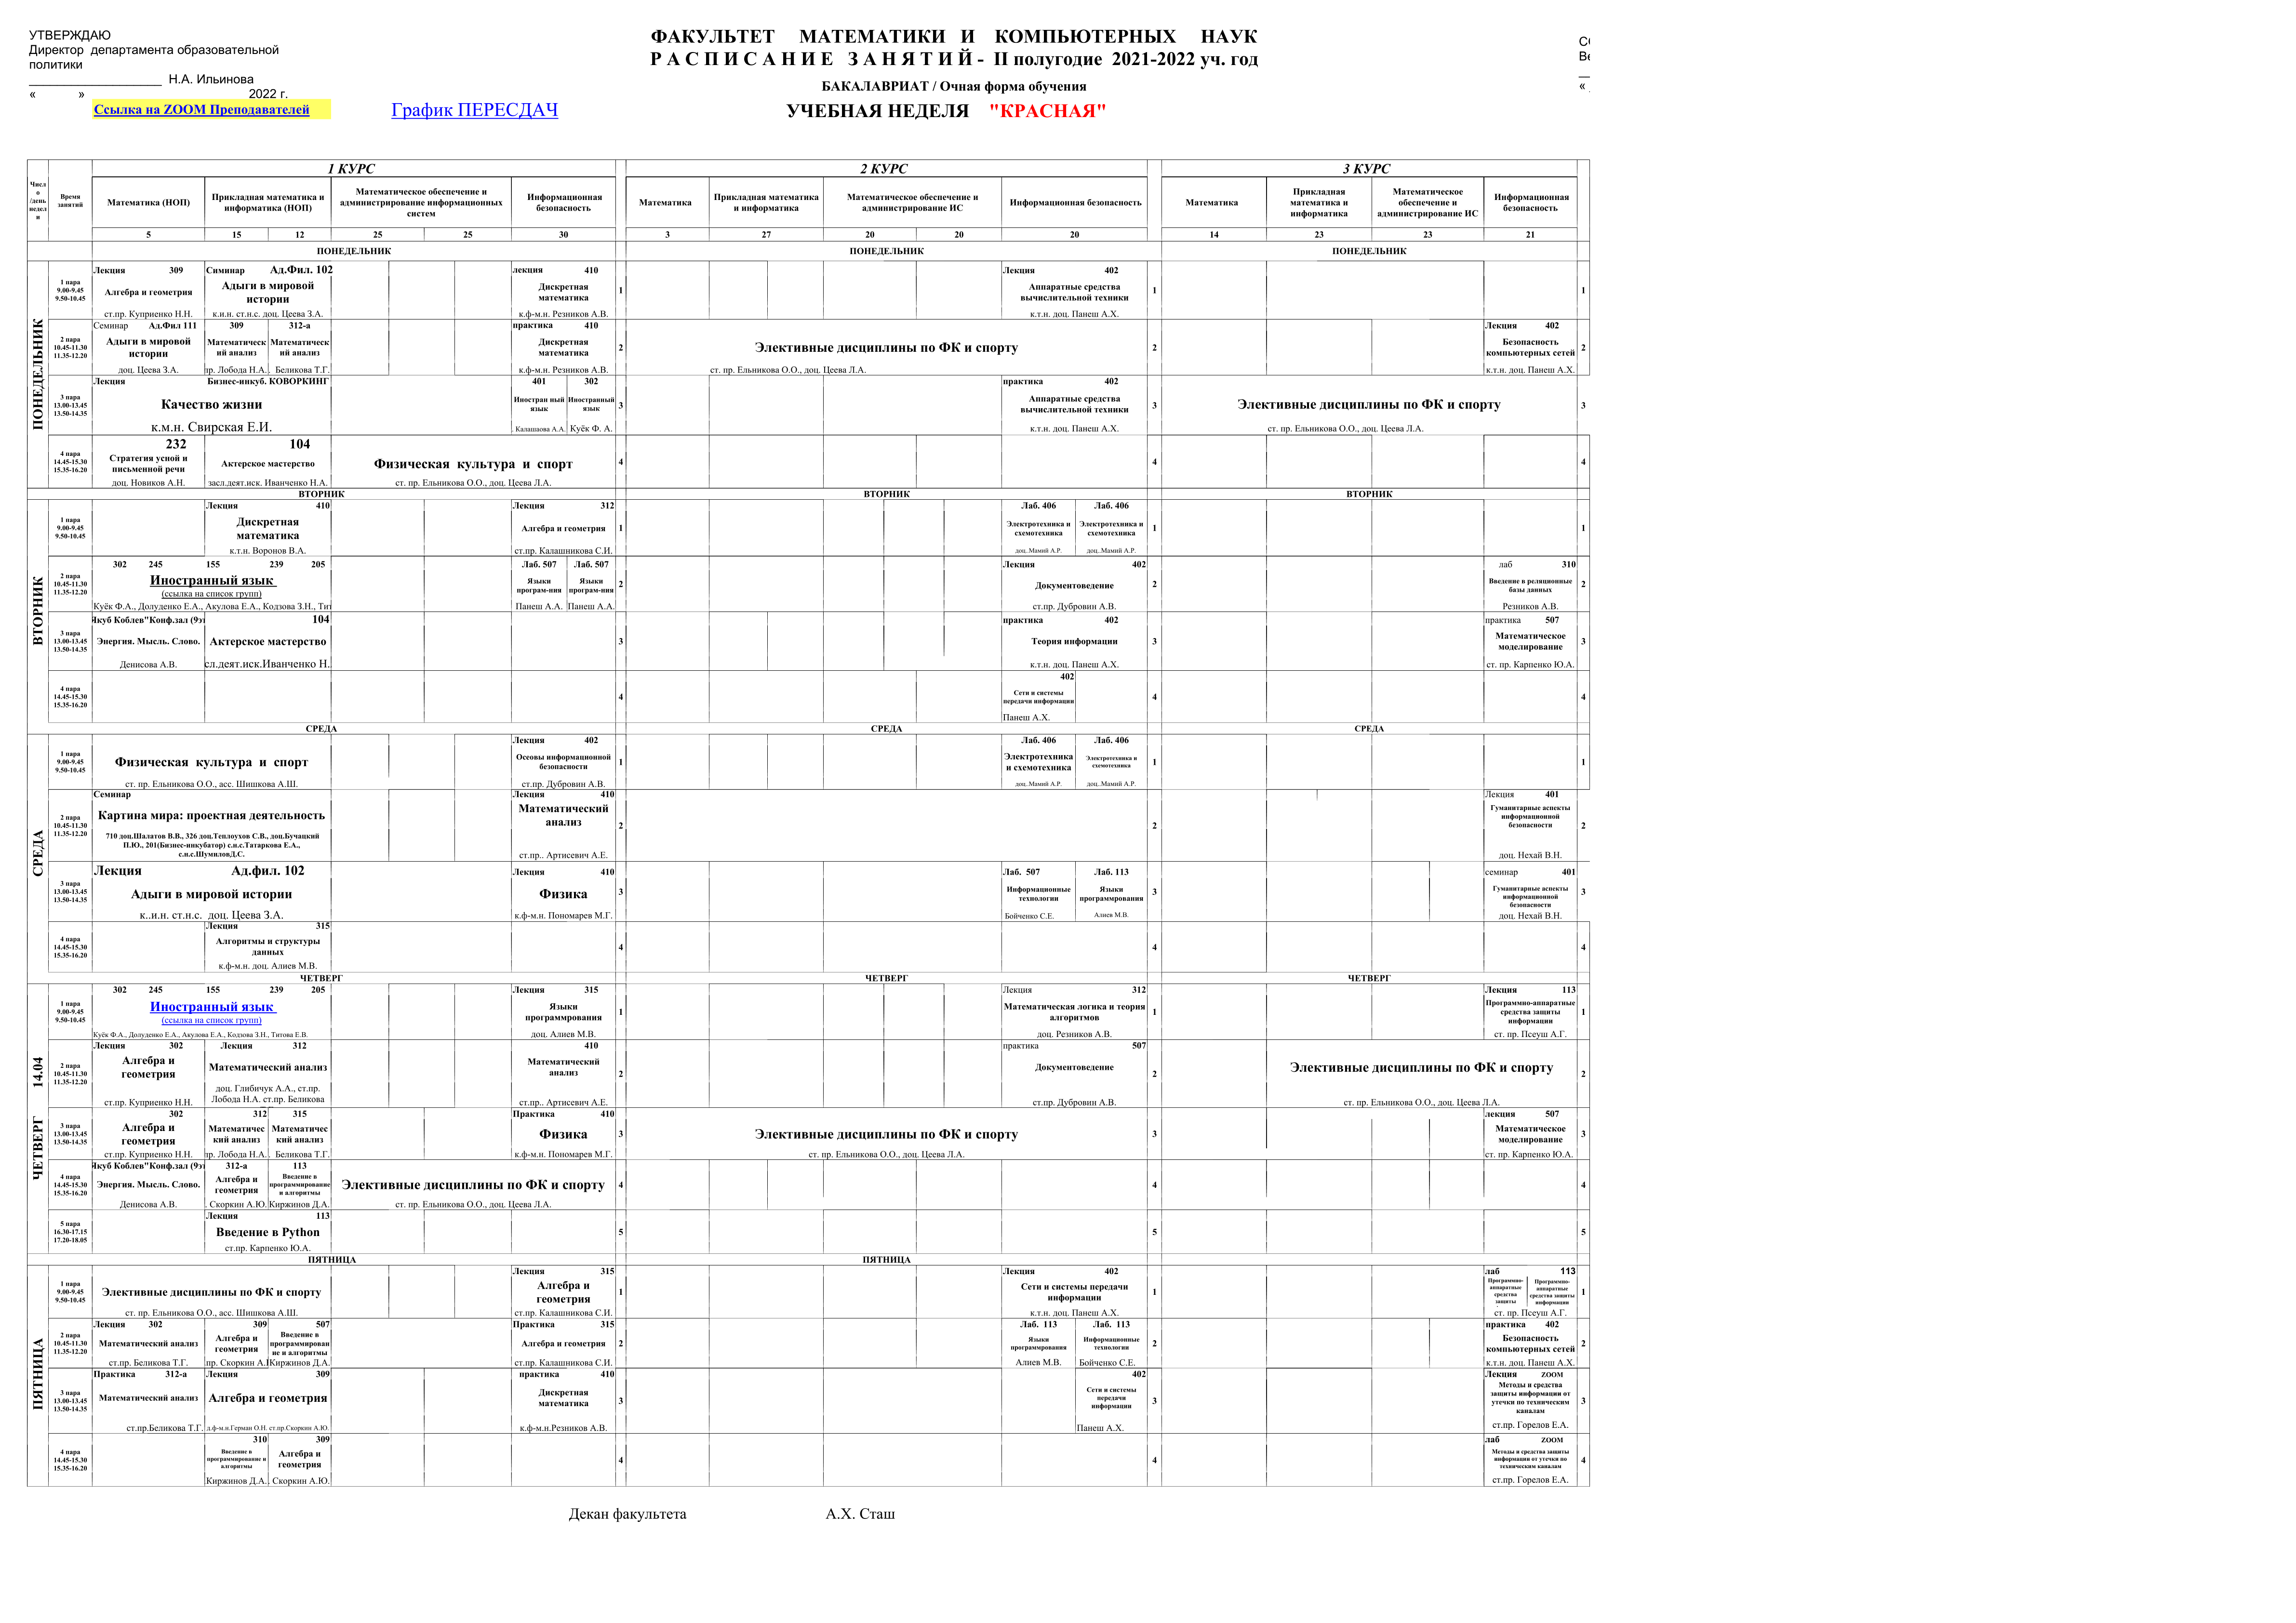 УТВЕРЖДАЮ
Директор департамента образовательной
политики
Н.А. Ильинова
« » 2022 г.
Ссылка на ZOOM Преподавателей
График ПЕРЕСДАЧ
ФАКУЛЬТЕТ МАТЕМАТИКИ И КОМПЬЮТЕРНЫХ НАУК
Р А С П И С А Н И Е З А Н Я Т И Й - II полугодие 2021-2022 уч. год
БАКАЛАВРИАТ / Очная форма обучения
УЧЕБНАЯ НЕДЕЛЯ "КРАСНАЯ"
1 КУРС 2 КУРС 3 КУРС
Время занятий
Математика (НОП)
Прикладная математика и информатика (НОП)
Математическое обеспечение и администрирование информационных систем
Информационная безопасность
Математика
Прикладная математика и информатика
Математическое обеспечение и администрирование ИС
Информационная безопасность
Математика
Прикладная математика и информатика
Математическое обеспечение и администрирование ИС
Информационная безопасность
5 15 12 25 25 30 3 27 20 20 20 14 23 23 21
ПОНЕДЕЛЬНИК ПОНЕДЕЛЬНИК ПОНЕДЕЛЬНИК
ПОНЕДЕЛЬНИК
1 пара 9.00-9.45 9.50-10.45
Лекция 309 Алгебра и геометрия ст.пр. Куприенко Н.Н.
Симинар Ад.Фил. 102 Адыги в мировой истории к.и.н. ст.н.с. доц. Цеева З.А.
лекция 410 Дискретная математика к.ф-м.н. Резников А.В.
1
Лекция 402 Аппаратные средства вычислительной техники к.т.н. доц. Панеш А.Х.
1 1
2 пара 10.45-11.30 11.35-12.20
Семинар Ад.Фил 111 Адыги в мировой истории доц. Цеева З.А.
309 Математическ ий анализ пр. Лобода Н.А.
312-а Математическ ий анализ Беликова Т.Г.
практика 410 Дискретная математика к.ф-м.н. Резников А.В.
2
Элективные дисциплины по ФК и спорту ст. пр. Ельникова О.О., доц. Цеева Л.А.
2
Лекция 402 Безопасность компьютерных сетей к.т.н. доц. Панеш А.Х.
2
3 пара 13.00-13.45 13.50-14.35
Лекция Бизнес-инкуб. КОВОРКИНГ Качество жизни к.м.н. Свирская Е.И.
401 Иностран ный язык Калашаова А.А.
302 Иностранный язык Куёк Ф. А.
3
практика 402 Аппаратные средства вычислительной техники к.т.н. доц. Панеш А.Х.
3
Элективные дисциплины по ФК и спорту ст. пр. Ельникова О.О., доц. Цеева Л.А.
3
4 пара 14.45-15.30 15.35-16.20
232 Стратегия усной и письменной речи доц. Новиков А.Н.
104 Актерское мастерство засл.деят.иск. Иванченко Н.А.
Физическая культура и спорт ст. пр. Ельникова О.О., доц. Цеева Л.А.
4 4 4
ВТОРНИК ВТОРНИК ВТОРНИК
ВТОРНИК
1 пара 9.00-9.45 9.50-10.45
Лекция 410 Дискретная математика к.т.н. Воронов В.А.
Лекция 312 Алгебра и геометрия ст.пр. Калашникова С.И.
1
Лаб. 406 Электротехника и схемотехника доц..Мамий А.Р.
Лаб. 406 Электротехника и схемотехника доц..Мамий А.Р.
1 1
2 пара 10.45-11.30 11.35-12.20
302 245 155 239 205
Иностранный язык
(ссылка на список групп)
Куёк Ф.А., Долуденко Е.А., Акулова Е.А., Кодзова З.Н., Тит
Лаб. 507 Языки програм-ния Панеш А.А.
Лаб. 507 Языки програм-ния Панеш А.А.
2
Лекция 402 Документоведение ст.пр. Дубровин А.В.
2
лаб 310 Введение в реляционные базы данных Резников А.В.
2
3 пара 13.00-13.45 13.50-14.35
Якуб Коблев"Конф.зал (9эт Энергия. Мысль. Слово. Денисова А.В.
104 Актерское мастерство сл.деят.иск.Иванченко Н.
3
практика 402 Теория информации к.т.н. доц. Панеш А.Х.
3
практика 507 Математическое моделирование ст. пр. Карпенко Ю.А.
3
4 пара 14.45-15.30 15.35-16.20
4
402 Сети и системы передачи информации Панеш А.Х.
4 4
СРЕДА СРЕДА СРЕДА
СРЕДА
1 пара 9.00-9.45 9.50-10.45
Физическая культура и спорт ст. пр. Ельникова О.О., асс. Шишкова А.Ш.
Лекция 402 Осеовы информационной безопасности ст.пр. Дубровин А.В.
1
Лаб. 406 Электротехника и схемотехника доц..Мамий А.Р.
Лаб. 406 Электротехника и схемотехника доц..Мамий А.Р.
1 1
2 пара 10.45-11.30 11.35-12.20
Семинар
Картина мира: проектная деятельность
710 доц.Шалатов В.В., 326 доц.Теплоухов С.В., доц.Бучацкий
П.Ю., 201(Бизнес-инкубатор) с.н.с.Татаркова Е.А.,
с.н.с.ШумиловД.С.
Лекция 410 Математический анализ ст.пр.. Артисевич А.Е.
2 2
Лекция 401 Гуманитарные аспекты информационной безопасности доц. Нехай В.Н.
2
3 пара 13.00-13.45 13.50-14.35
Лекция Ад.фил. 102 Адыги в мировой истории к..и.н. ст.н.с. доц. Цеева З.А.
Лекция 410 Физика к.ф-м.н. Пономарев М.Г.
3
Лаб. 507 Информационные технологии Бойченко С.Е.
Лаб. 113 Языки программрования Алиев М.В.
3
семинар 401 Гуманитарные аспекты информационной безопасности доц. Нехай В.Н.
3
4 пара 14.45-15.30 15.35-16.20
Лекция 315 Алгоритмы и структуры данных к.ф-м.н. доц. Алиев М.В.
4 4 4
ЧЕТВЕРГ ЧЕТВЕРГ ЧЕТВЕРГ
ЧЕТВЕРГ 14.04
1 пара 9.00-9.45 9.50-10.45
302 245 155 239 205
Иностранный язык
(ссылка на список групп)
Куёк Ф.А., Долуденко Е.А., Акулова Е.А., Кодзова З.Н., Титова Е.В.
Лекция 315 Языки программирования доц. Алиев М.В.
1
Лекция 312 Математическая логика и теория алгоритмов доц. Резников А.В.
1
Лекция 113 Программно-аппаратные средства защиты информации ст. пр. Псеуш А.Г.
1
2 пара 10.45-11.30 11.35-12.20
Лекция 302 Алгебра и геометрия ст.пр. Куприенко Н.Н.
Лекция 312 Математический анализ доц. Глибичук А.А., ст.пр. Лобода Н.А. ст.пр. Беликова
410 Математический анализ ст.пр.. Артисевич А.Е.
2
практика 507 Документоведение ст.пр. Дубровин А.В.
2
Элективные дисциплины по ФК и спорту ст. пр. Ельникова О.О., доц. Цеева Л.А.
2
3 пара 13.00-13.45 13.50-14.35
302 Алгебра и геометрия ст.пр. Куприенко Н.Н.
312 Математичес кий анализ пр. Лобода Н.А.
315 Математичес кий анализ Беликова Т.Г.
Практика 410 Физика к.ф-м.н. Пономарев М.Г.
3
Элективные дисциплины по ФК и спорту ст. пр. Ельникова О.О., доц. Цеева Л.А.
3
лекция 507 Математическое моделирование ст. пр. Карпенко Ю.А.
3
4 пара 14.45-15.30 15.35-16.20
Якуб Коблев"Конф.зал (9эт Энергия. Мысль. Слово. Денисова А.В.
312-а Алгебра и геометрия . Скоркин А.Ю.
113 Введение в программирование и алгоритмы Киржинов Д.А.
Элективные дисциплины по ФК и спорту ст. пр. Ельникова О.О., доц. Цеева Л.А.
4 4 4
5 пара 16.30-17.15 17.20-18.05
Лекция 113 Введение в Python ст.пр. Карпенко Ю.А.
5 5 5
ПЯТНИЦА ПЯТНИЦА
ПЯТНИЦА
1 пара 9.00-9.45 9.50-10.45
Элективные дисциплины по ФК и спорту ст. пр. Ельникова О.О., асс. Шишкова А.Ш.
Лекция 315 Алгебра и геометрия ст.пр. Калашникова С.И.
1
Лекция 402 Сети и системы передачи информации к.т.н. доц. Панеш А.Х.
1
лаб 113 Программно-аппаратные средства защиты
Программно-аппаратные средства защиты информации
ст. пр. Псеуш А.Г.
1
2 пара 10.45-11.30 11.35-12.20
Лекция 302 Математический анализ ст.пр. Беликова Т.Г.
309 Алгебра и геометрия пр. Скоркин А.
507 Введение в программирован ие и алгоритмы Киржинов Д.А.
Практика 315 Алгебра и геометрия ст.пр. Калашникова С.И.
2
Лаб. 113 Языки программрования Алиев М.В.
Лаб. 113 Информационные технологии Бойченко С.Е.
2
практика 402 Безопасность компьютерных сетей к.т.н. доц. Панеш А.Х.
2
3 пара 13.00-13.45 13.50-14.35
Практика 312-а Математический анализ ст.пр.Беликова Т.Г.
Лекция 309 Алгебра и геометрия д.ф-м.н.Герман О.Н. ст.пр.Скоркин А.Ю.
практика 410 Дискретная математика к.ф-м.н.Резников А.В.
3
402 Сети и системы передачи информации Панеш А.Х.
3
Лекция ZOOM Методы и средства защиты информации от утечки по техническим каналам ст.пр. Горелов Е.А.
3
4 пара 14.45-15.30 15.35-16.20
310 Введение в программирование и алгоритмы Киржинов Д.А.
309 Алгебра и геометрия . Скоркин А.Ю.
4 4
лаб ZOOM Методы и средства защиты информации от утечки по техническим каналам ст.пр. Горелов Е.А.
4
Декан факультета А.Х. Сташ